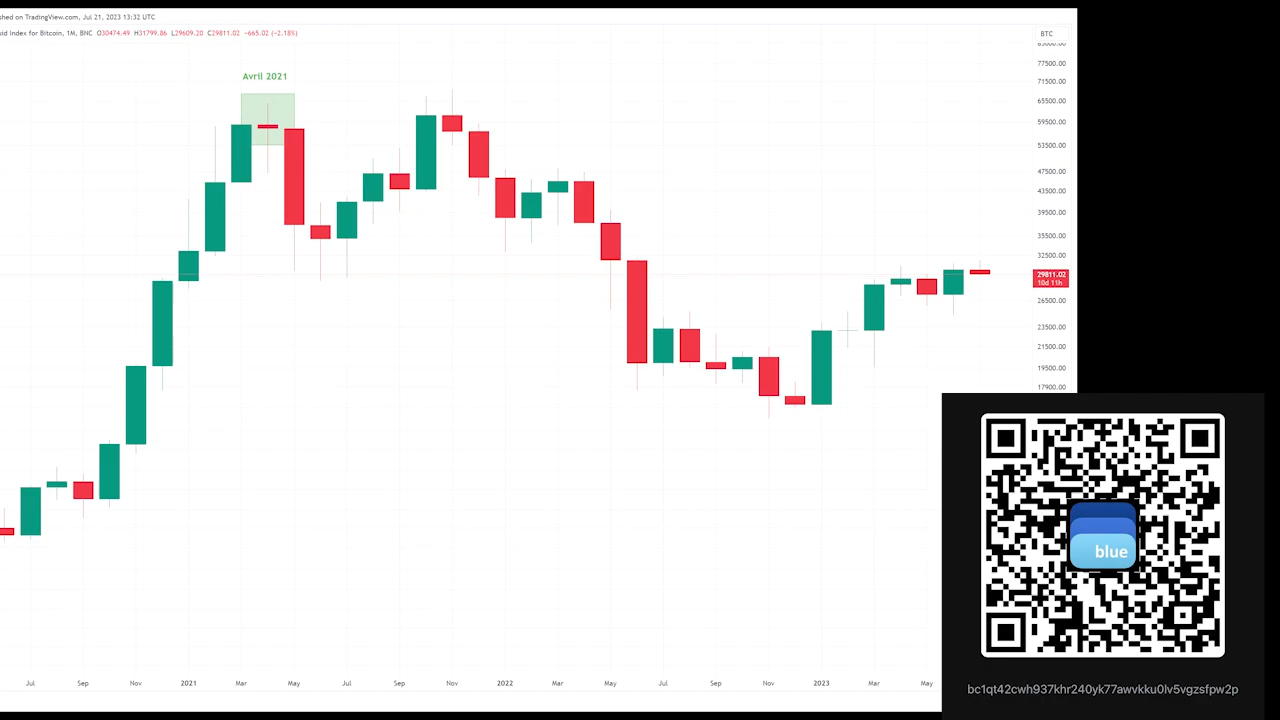 shed on TradingView.com, Jul 21, 2023 13:32 UTC
uid Index for Bitcoin, 1M, BNC O30474.49 H31799.86 L29609.20 C29811.02 −665.02 (−2.18%)
BTC
83000.00
77500.00
Avril 2021
71500.00
65500.00
59500.00
53500.00
47500.00
43500.00
39500.00
35500.00
32500.00
29811.02
10d 11h
26500.00
23500.00
21500.00
19500.00
17900.00
blue
Jul Sep Nov 2021 Mar May Jul Sep Nov 2022 Mar May Jul Sep Nov 2023 Mar May
bc1qt42cwh937khr240yk77awvkku0lv5vgzsfpw2p